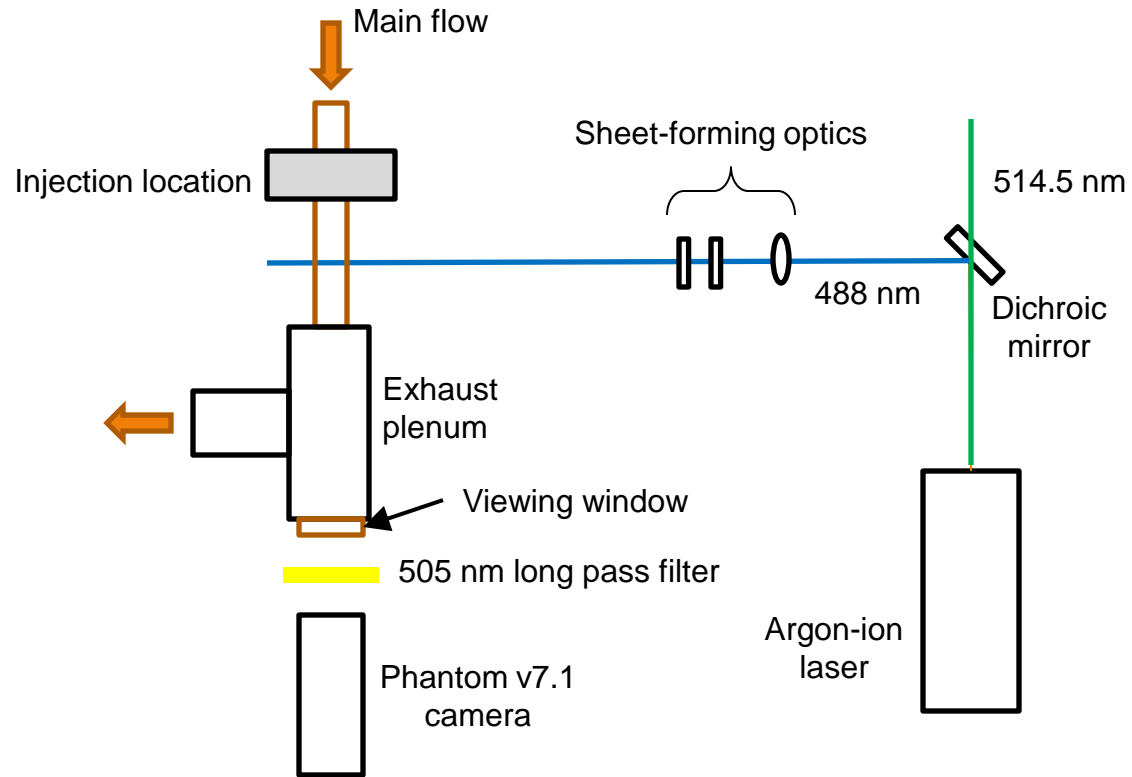 Main flow
Sheet-forming optics
Injection location
514.5 nm
488 nm
Dichroic
mirror
Exhaust
plenum
Viewing window
505 nm long pass filter
Argon-ion
laser
Phantom v7.1
camera